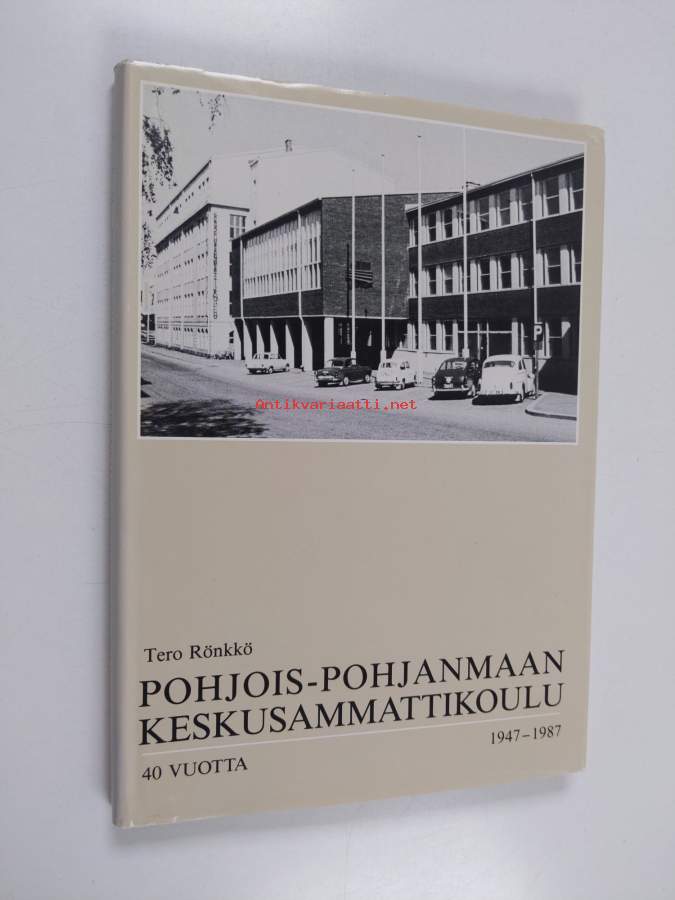 Antikvariaatti.net
P
Tero Rönkkö
POHJOIS-POHJANMAAN
KESKUSAMMATTIKOULU
1947–1987
40 VUOTTA